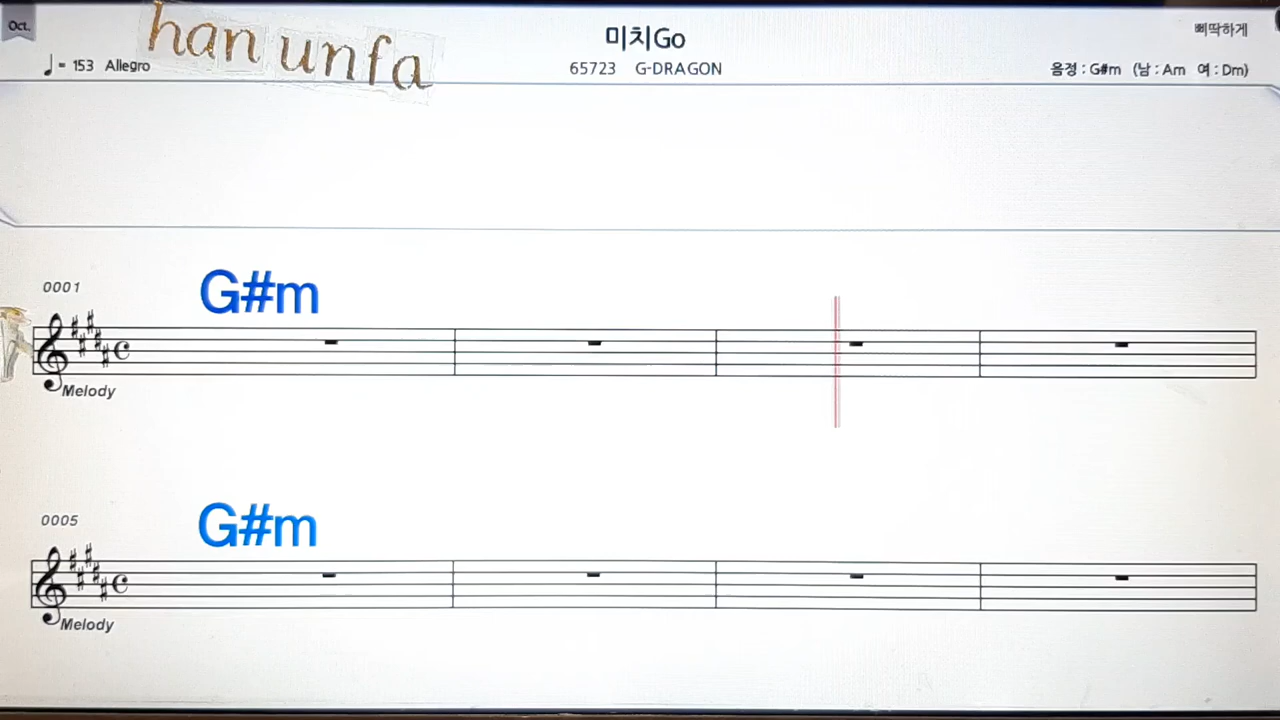 Oct.
han unfa
미치Go
삐딱하게
♩= 153 Allegro
65723 G-DRAGON
음정 : G#m (남 : Am 여 : Dm)
0001
G#m
Melody
0005
G#m
Melody